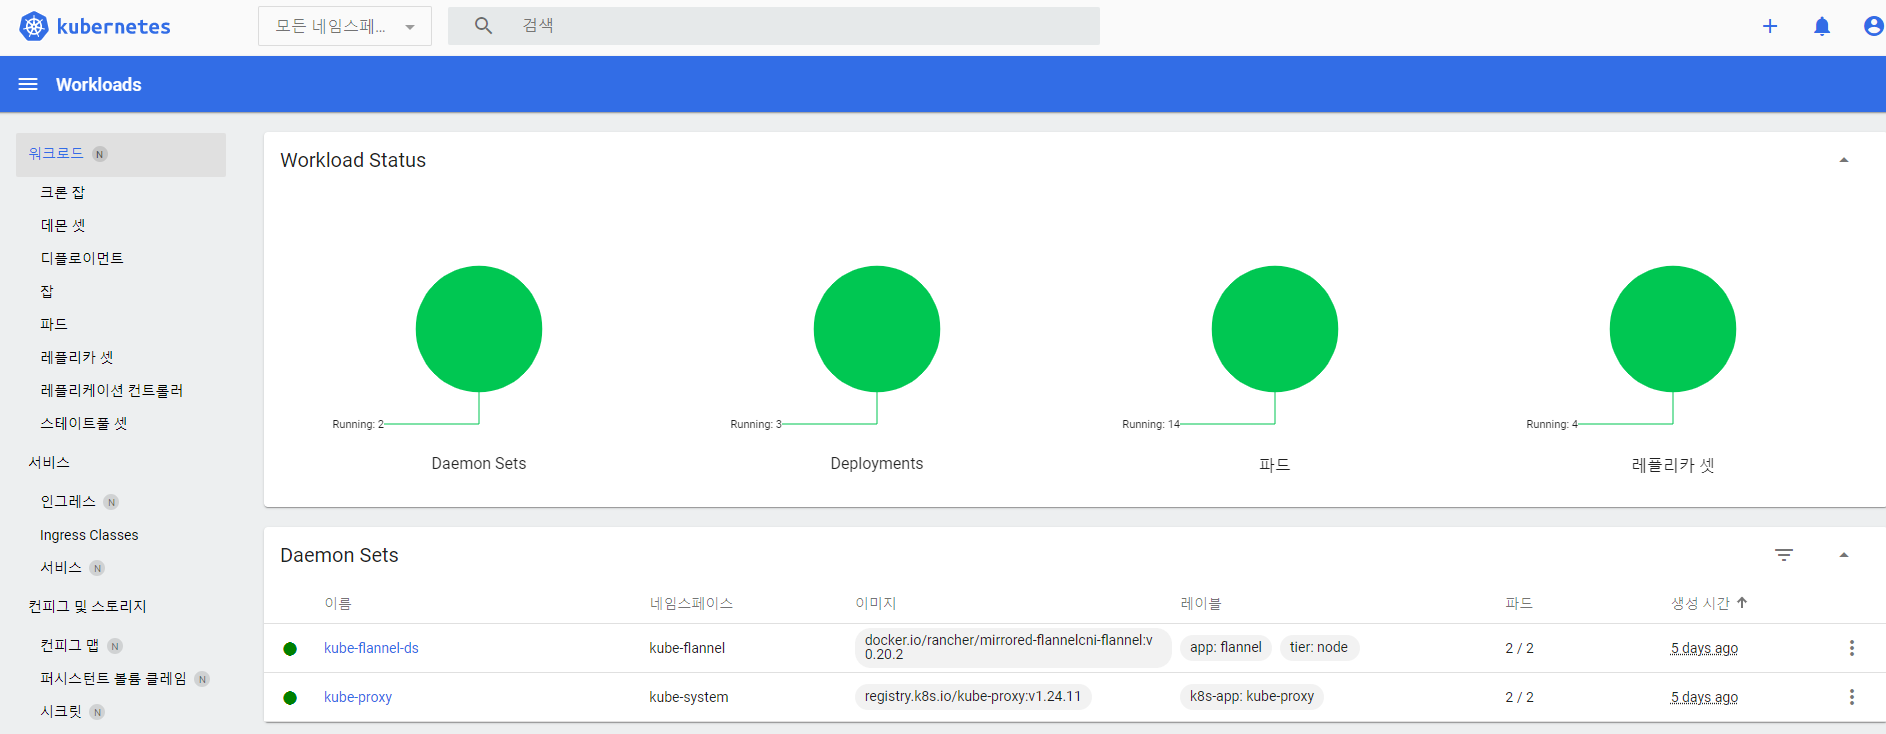 kubernetes
모든 네임스페...
검색
Workloads
워크로드 N
크론 잡
데몬 셋
디플로이먼트
잡
파드
레플리카 셋
레플리케이션 컨트롤러
스테이트풀 셋
서비스
인그레스 N
Ingress Classes
서비스 N
컨피그 및 스토리지
컨피그 맵 N
퍼시스턴트 볼륨 클레임 N
시크릿 N
Workload Status
Running: 2
Daemon Sets
Running: 3
Deployments
Running: 14
파드
Running: 4
레플리카 셋
Daemon Sets
이름 네임스페이스 이미지 레이블 파드 생성 시간
kube-flannel-ds kube-flannel docker.io/rancher/mirrored-flannelcni-flannel:v
0.20.2 app: flannel tier: node 2 / 2 5 days ago
kube-proxy kube-system registry.k8s.io/kube-proxy:v1.24.11 k8s-app: kube-proxy 2 / 2 5 days ago